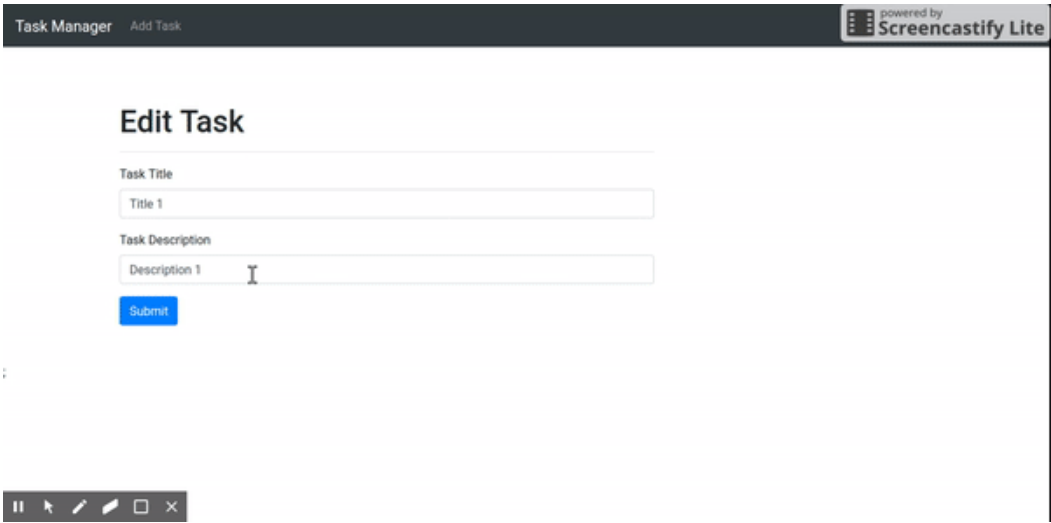 Task Manager Add Task
powered by
Screencastify Lite
Edit Task
Task Title
Title 1
Task Description
Description 1
Submit